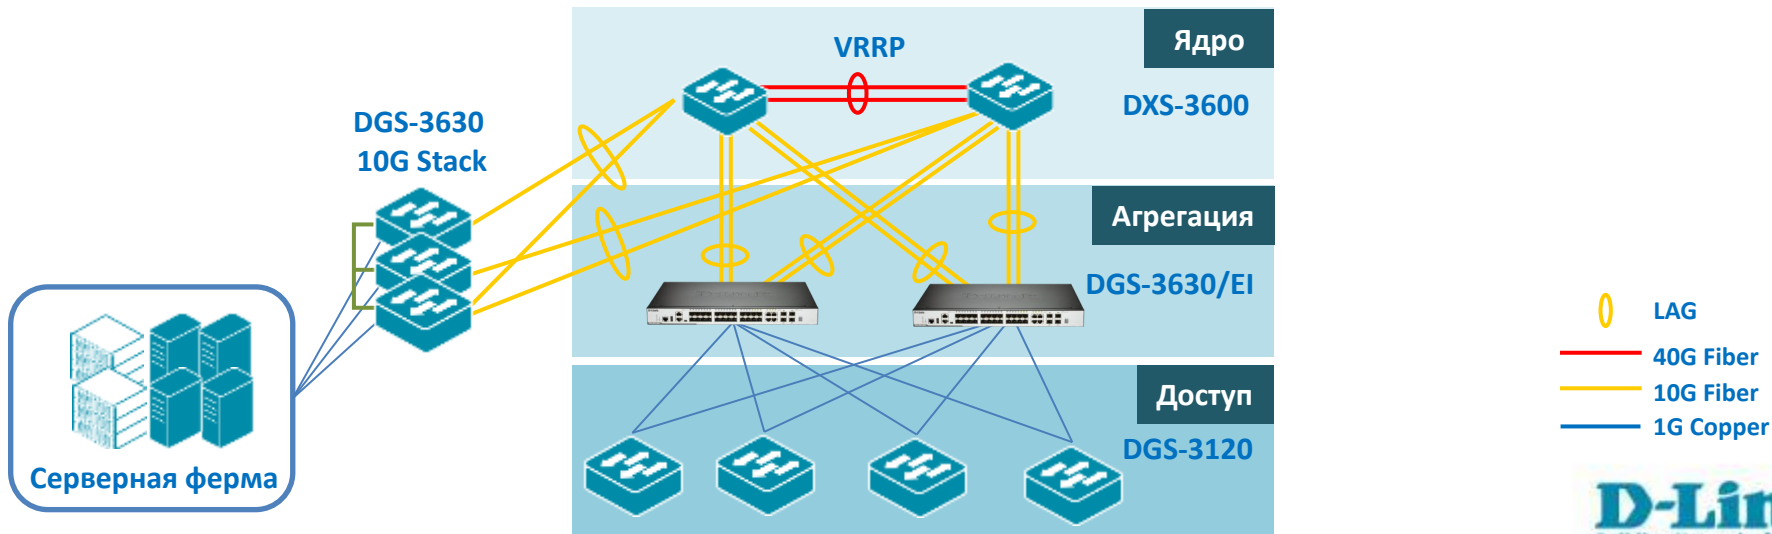 Ядро
VRRP
DXS-3600
DGS-3630
10G Stack
Агрегация
DGS-3630/EI
LAG
40G Fiber
10G Fiber
1G Copper
Доступ
DGS-3120
Серверная ферма
D-Lin